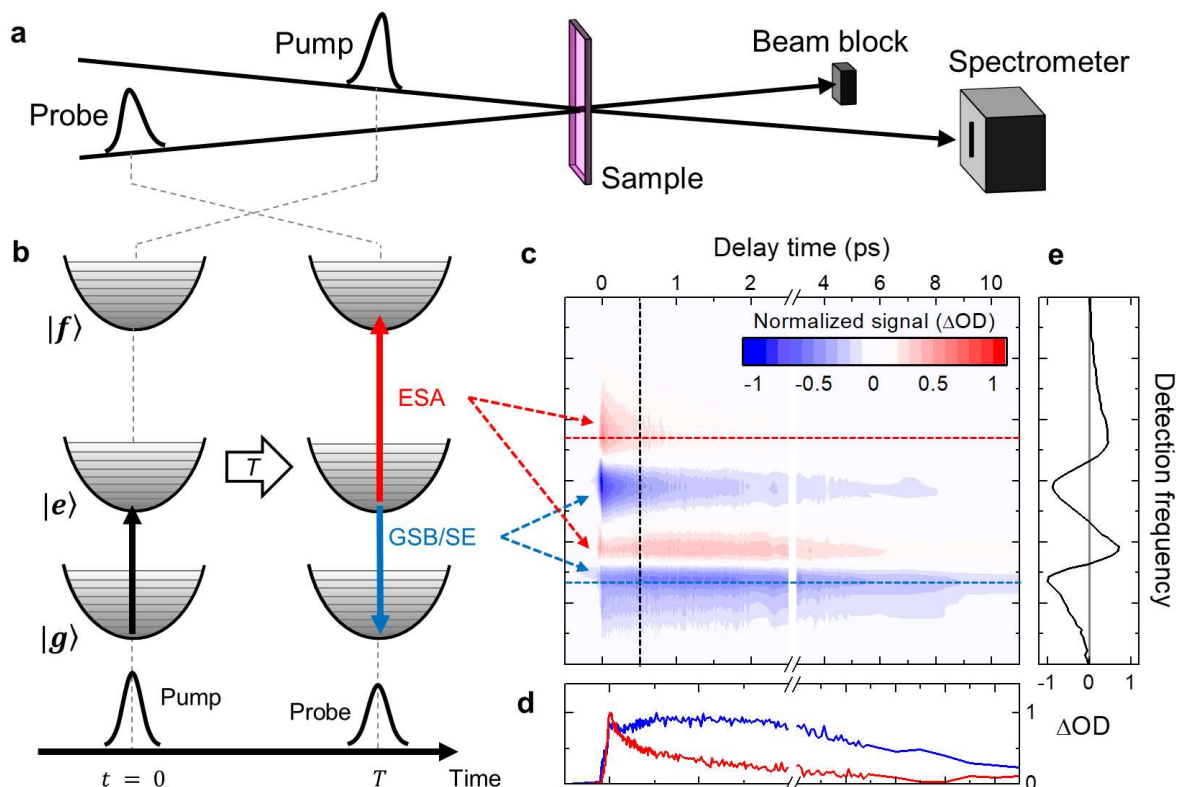 a
Pump
Probe
Sample
Beam block
Spectrometer
b
|f⟩
|e⟩
|g⟩
T
ESA
GSB/SE
Pump
Probe
t = 0
T
Time
c
Delay time (ps)
0 1 2 4 6 8 10
Normalized signal (ΔOD)
-1 -0.5 0 0.5 1
e
Detection frequency
-1 0 1
d
1
0
ΔOD